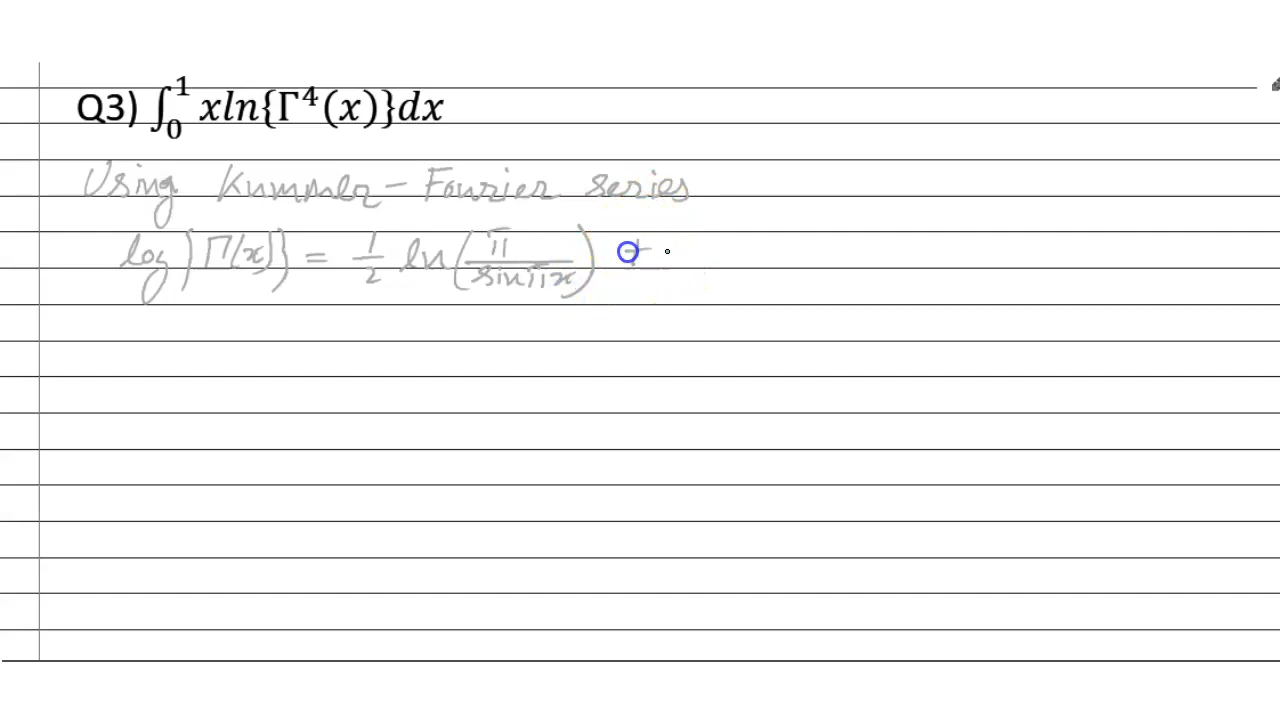 Q3) ∫₀¹ xln{Γ⁴(x)}dx
Using Kummer - Fourier series
log{Γ(x)} = 1/2 ln(π/sinπx) +